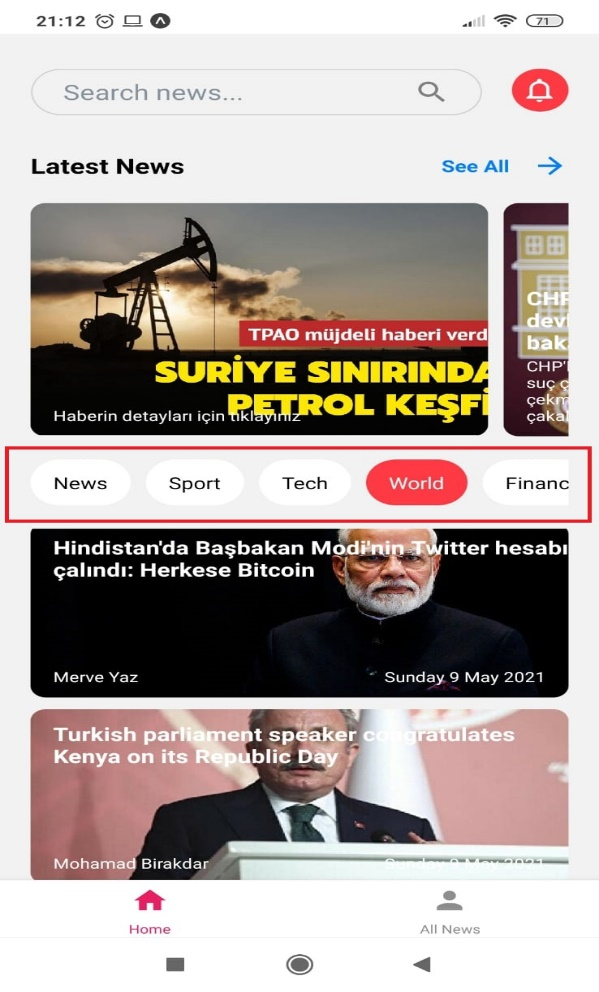 21:12
71
Search news...
Latest News
See All
TPAO müjdeli haberi verd
SURİYE SINIRINDA
PETROL KEŞFİ
Haberin detayları için tıklayınız
CHP
devl
bak
CHP'
suç ç
çekm
çaka
News
Sport
Tech
World
Financ
Hindistan'da Başbakan Modi'nin Twitter hesabı
çalındı: Herkese Bitcoin
Merve Yaz
Sunday 9 May 2021
Turkish parliament speaker congratulates
Kenya on its Republic Day
Mohamad Birakdar
Sunday 9 May 2021
Home
All News